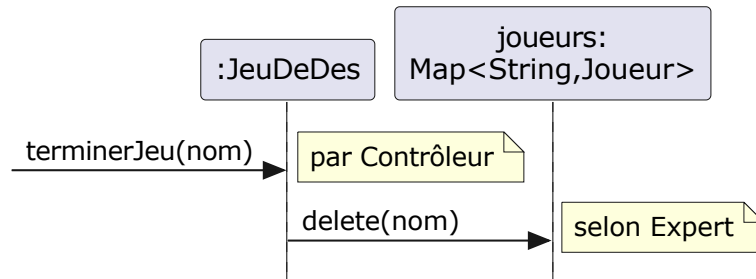 :JeuDeDes
joueurs:
Map<String,Joueur>
terminerJeu(nom)
par Contrôleur
delete(nom)
selon Expert